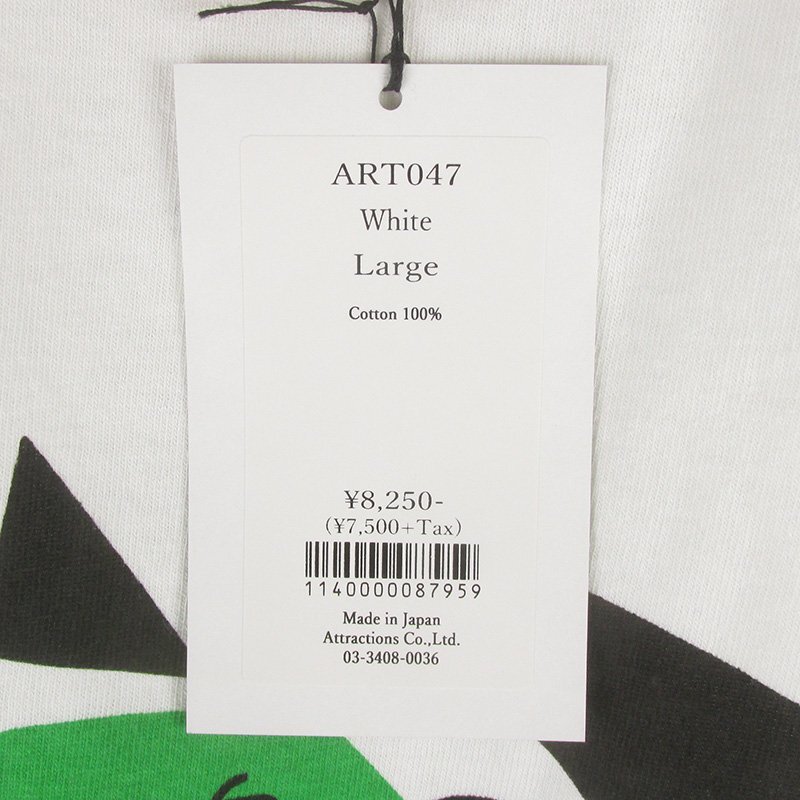 ART047
White
Large
Cotton 100%
¥8,250-
(¥7,500+Tax)
1140000087959
Made in Japan
Attractions Co.,Ltd.
03-3408-0036